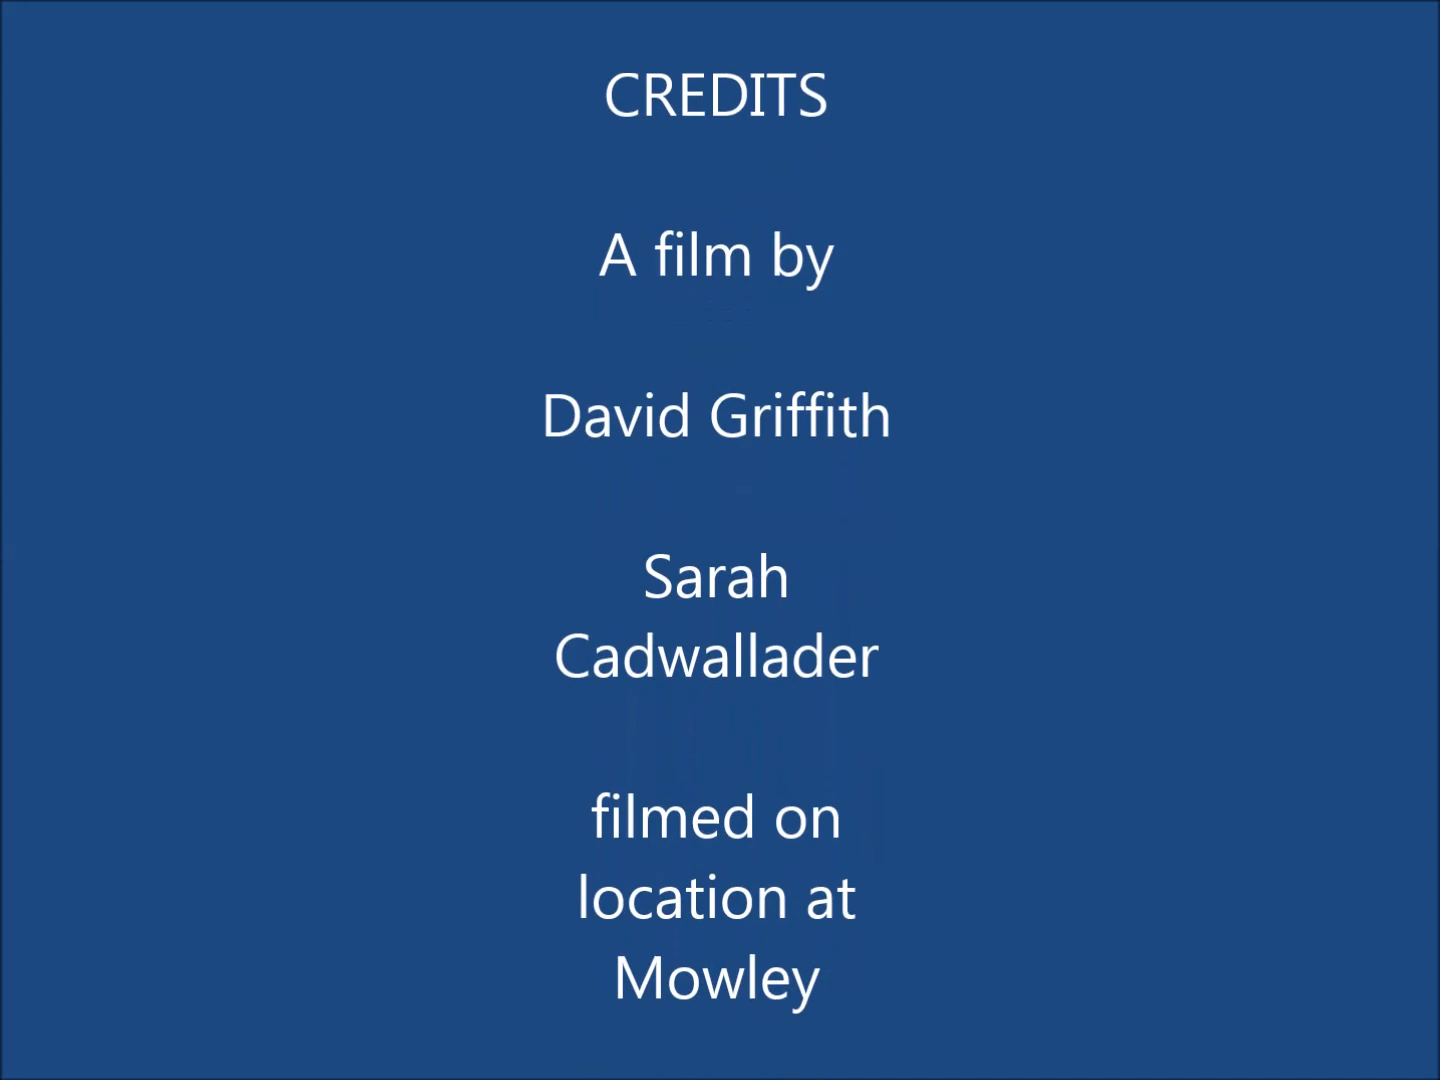 CREDITS
A film by
David Griffith
Sarah
Cadwallader
filmed on
location at
Mowley